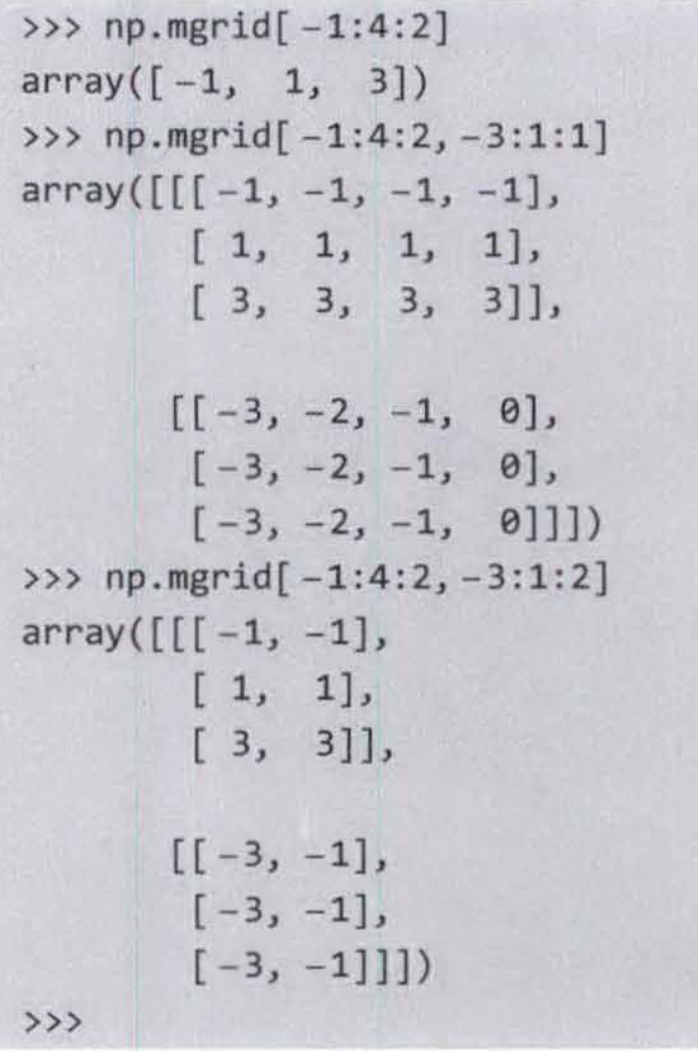 >>> np.mgrid[-1:4:2]
array([-1,  1,  3])
>>> np.mgrid[-1:4:2,-3:1:1]
array([[[-1, -1, -1, -1],
        [ 1,  1,  1,  1],
        [ 3,  3,  3,  3]],

       [[-3, -2, -1,  0],
        [-3, -2, -1,  0],
        [-3, -2, -1,  0]]])
>>> np.mgrid[-1:4:2,-3:1:2]
array([[[-1, -1],
        [ 1,  1],
        [ 3,  3]],

       [[-3, -1],
        [-3, -1],
        [-3, -1]]])
>>>